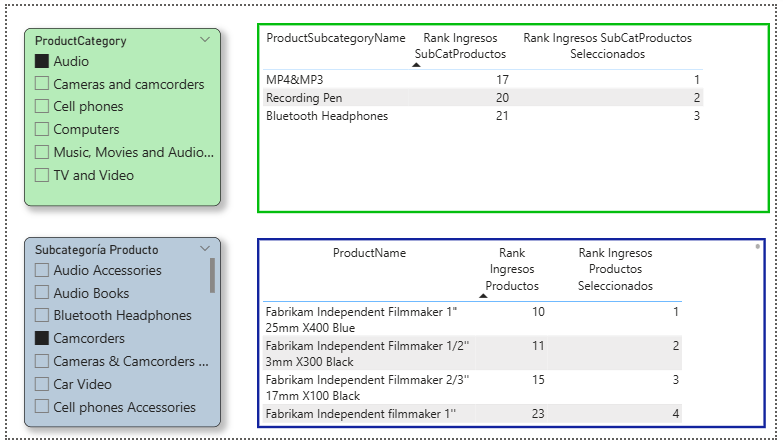 ProductCategory
Audio
Cameras and camcorders
Cell phones
Computers
Music, Movies and Audio...
TV and Video
ProductSubcategoryName Rank Ingresos SubCatProductos Rank Ingresos SubCatProductos Seleccionados
MP4&MP3 17 1
Recording Pen 20 2
Bluetooth Headphones 21 3
Subcategoría Producto
Audio Accessories
Audio Books
Bluetooth Headphones
Camcorders
Cameras & Camcorders ...
Car Video
Cell phones Accessories
ProductName Rank Ingresos Productos Rank Ingresos Productos Seleccionados
Fabrikam Independent Filmmaker 1" 10 1
25mm X400 Blue
Fabrikam Independent Filmmaker 1/2" 11 2
3mm X300 Black
Fabrikam Independent Filmmaker 2/3" 15 3
17mm X100 Black
Fabrikam Independent filmmaker 1" 23 4